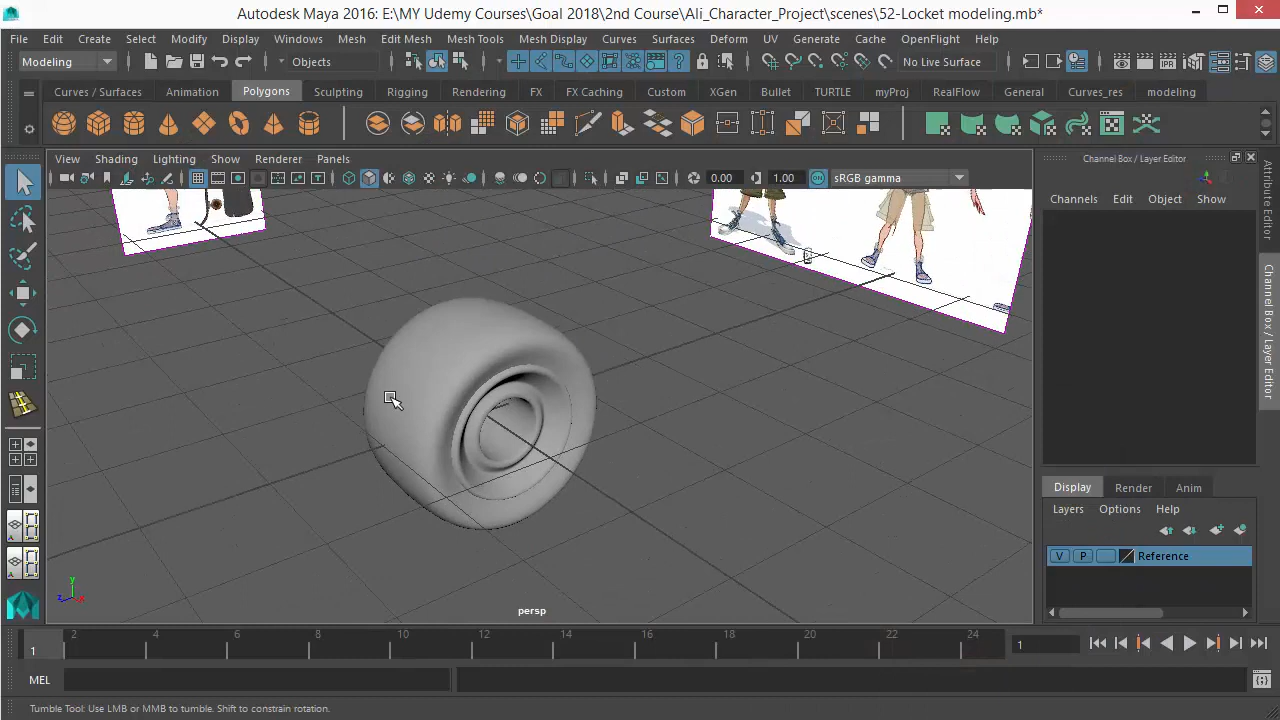 Autodesk Maya 2016: E:\MY Udemy Courses\Goal 2018\2nd Course\Ali_Character_Project\scenes\52-Locket modeling.mb*
File Edit Create Select Modify Display Windows Mesh Edit Mesh Mesh Tools Mesh Display Curves Surfaces Deform UV Generate Cache OpenFlight Help
Modeling Objects No Live Surface
Curves / Surfaces Animation Polygons Sculpting Rigging Rendering FX FX Caching Custom XGen Bullet TURTLE myProj RealFlow General Curves_res modeling
View Shading Lighting Show Renderer Panels
0.00 1.00 sRGB gamma
Channel Box / Layer Editor
Channels Edit Object Show
Attribute Editor
Channel Box / Layer Editor
Display Render Anim
Layers Options Help
V P Reference
y
z x
persp
1 2 4 6 8 10 12 14 16 18 20 22 24 1
MEL
Tumble Tool: Use LMB or MMB to tumble. Shift to constrain rotation.